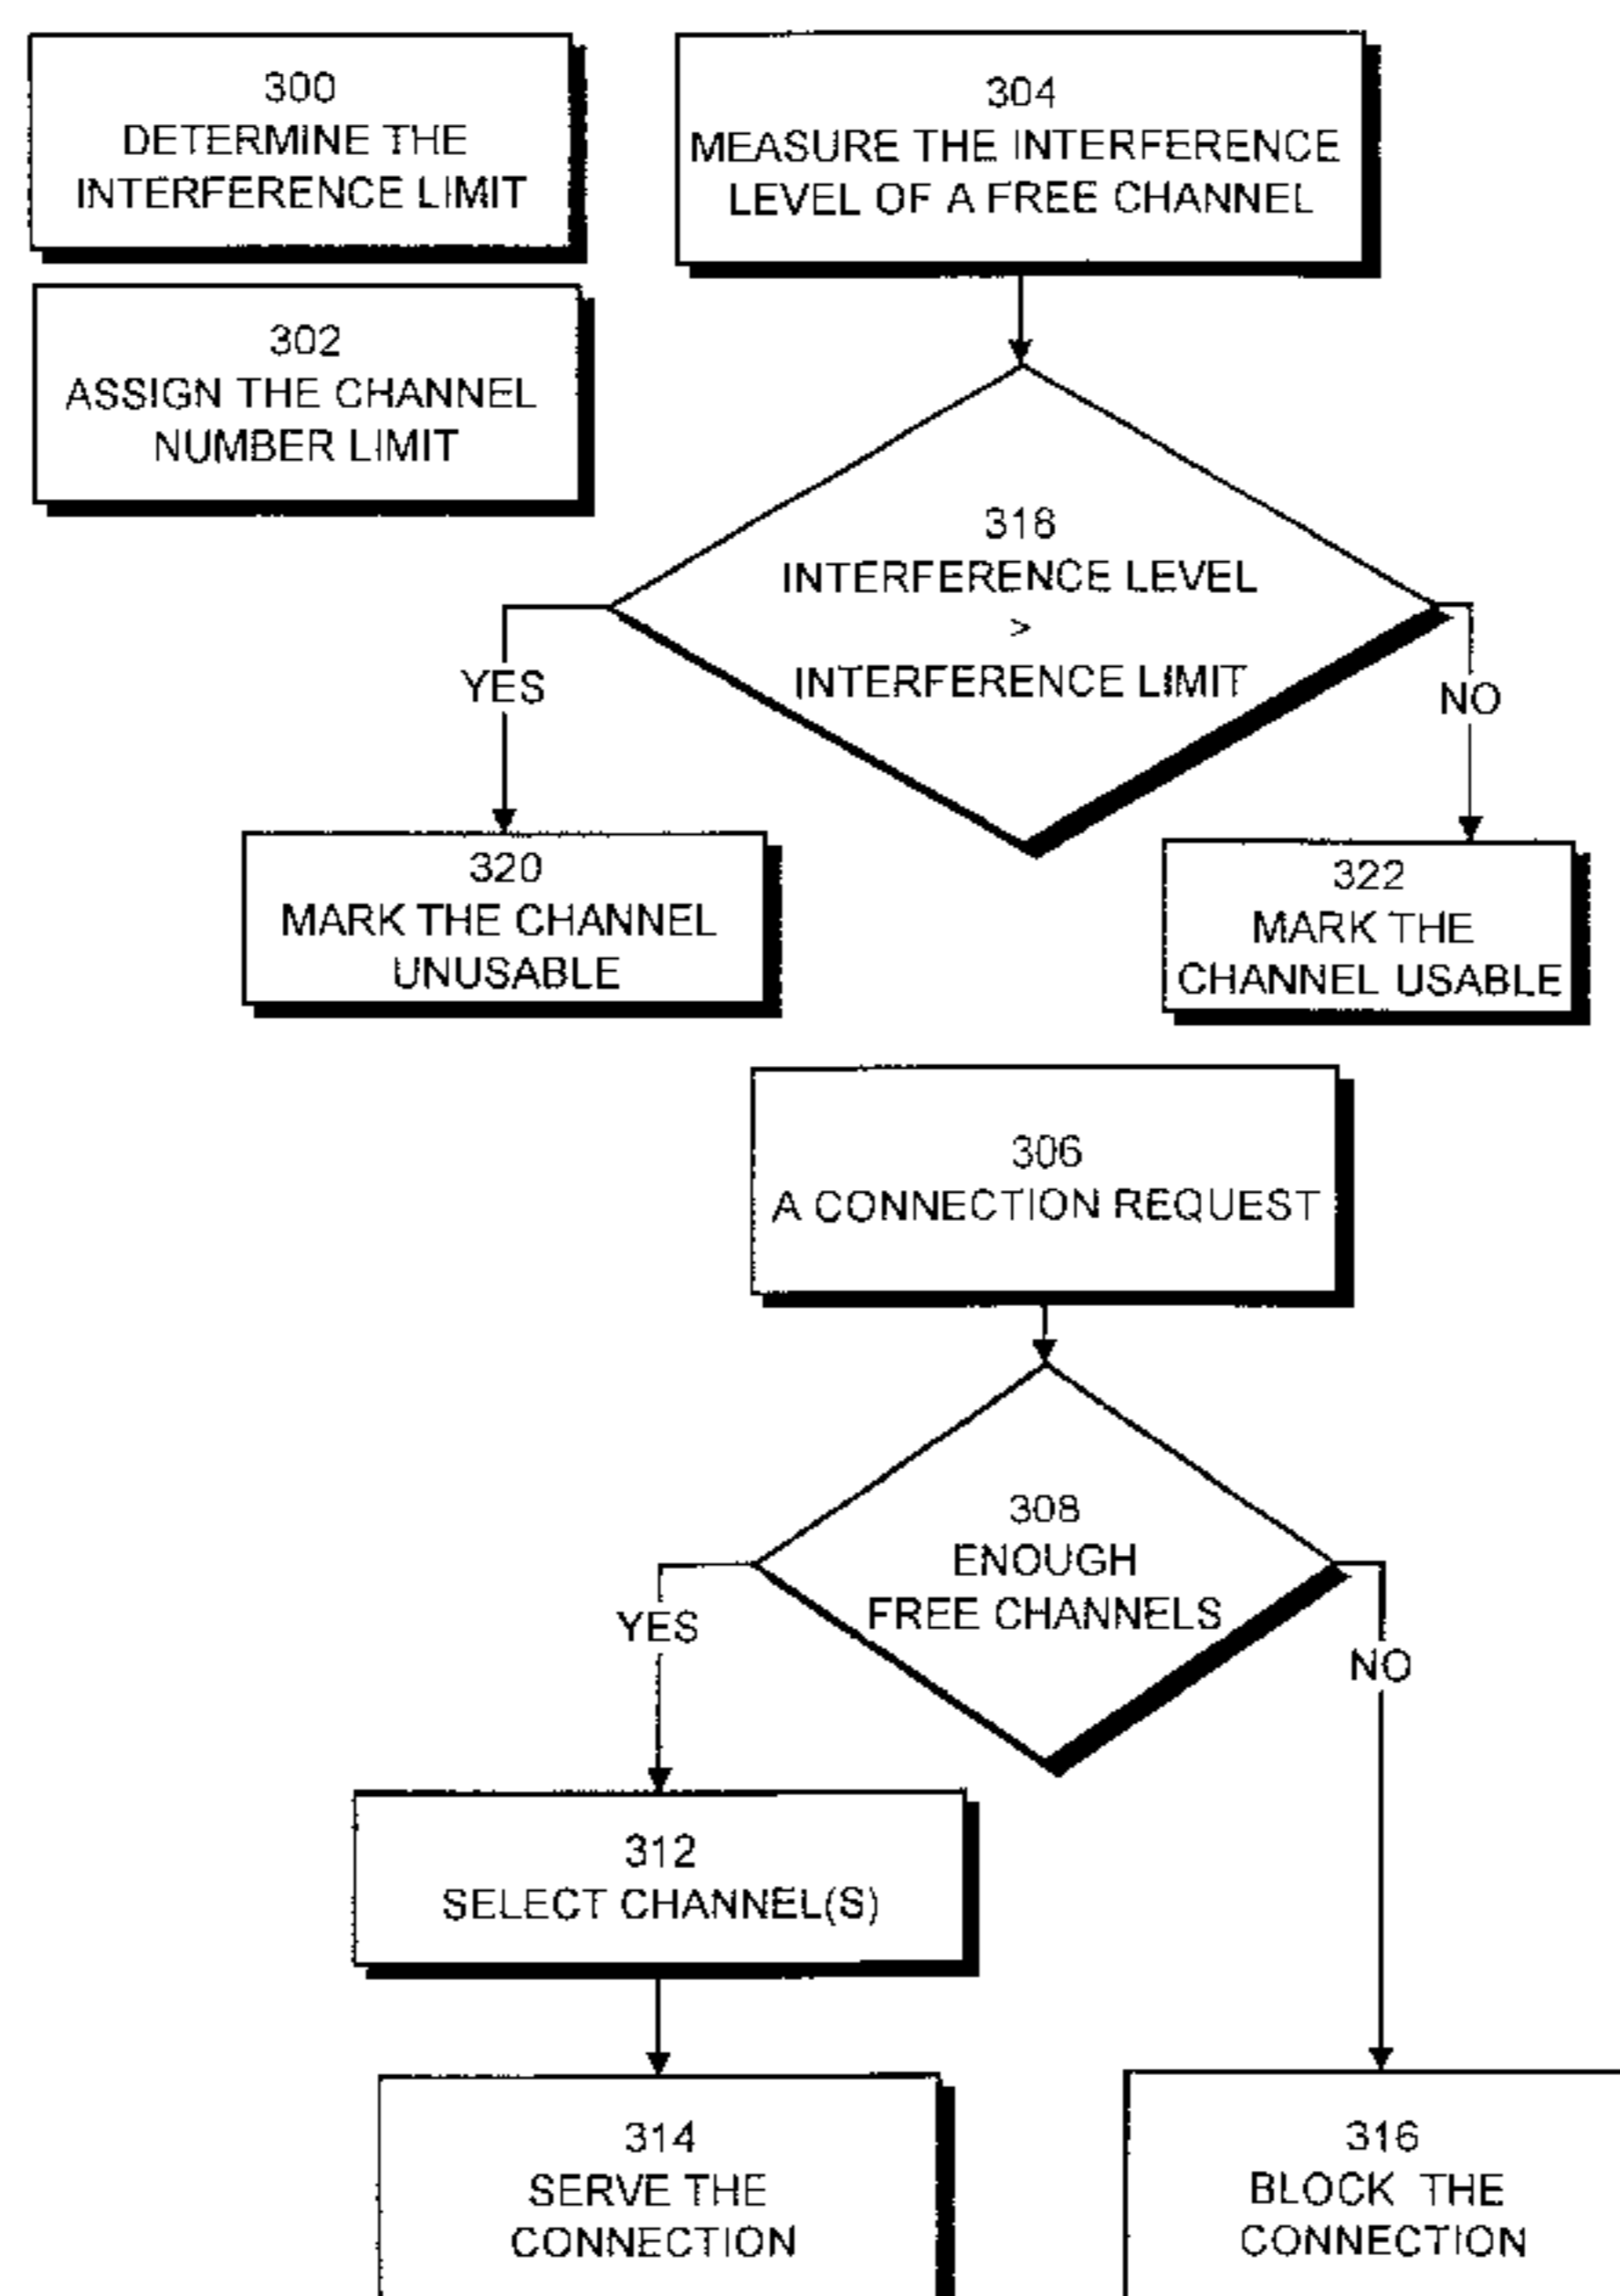 300
DETERMINE THE
INTERFERENCE LIMIT
304
MEASURE THE INTERFERENCE
LEVEL OF A FREE CHANNEL
302
ASSIGN THE CHANNEL
NUMBER LIMIT
318
INTERFERENCE LEVEL
>
INTERFERENCE LIMIT
YES
NO
320
MARK THE CHANNEL
UNUSABLE
322
MARK THE
CHANNEL USABLE
306
A CONNECTION REQUEST
308
ENOUGH
FREE CHANNELS
YES
NO
312
SELECT CHANNEL(S)
314
SERVE THE
CONNECTION
316
BLOCK THE
CONNECTION